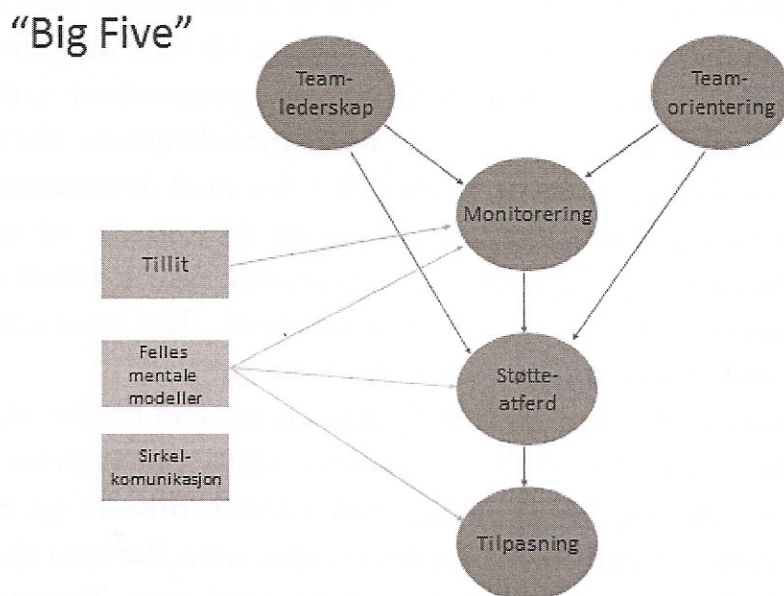 "Big Five"
Team-
lederskap
Team-
orientering
Monitorering
Tillit
Felles
mentale
modeller
Støtte-
atferd
Sirkel-
komunikasjon
Tilpasning